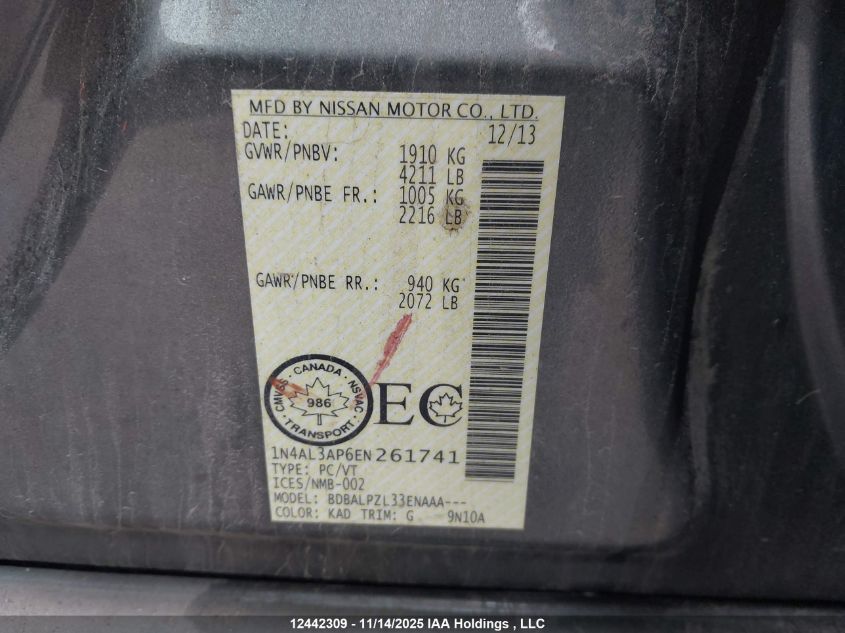 MFD BY NISSAN MOTOR CO., LTD.
DATE: 12/13
GVWR/PNBV: 1910 KG
4211 LB
GAWR/PNBE FR.: 1005 KG
2216 LB
GAWR/PNBE RR.: 940 KG
2072 LB
CANADA
CMVSS NSVAC
986
TRANSPORT
EC
1N4AL3AP6EN261741
TYPE: PC/VT
ICES/NMB-002
MODEL: BDBALPZL33ENAAA---
COLOR: KAD TRIM: G 9N10A
12442309 - 11/14/2025 IAA Holdings , LLC